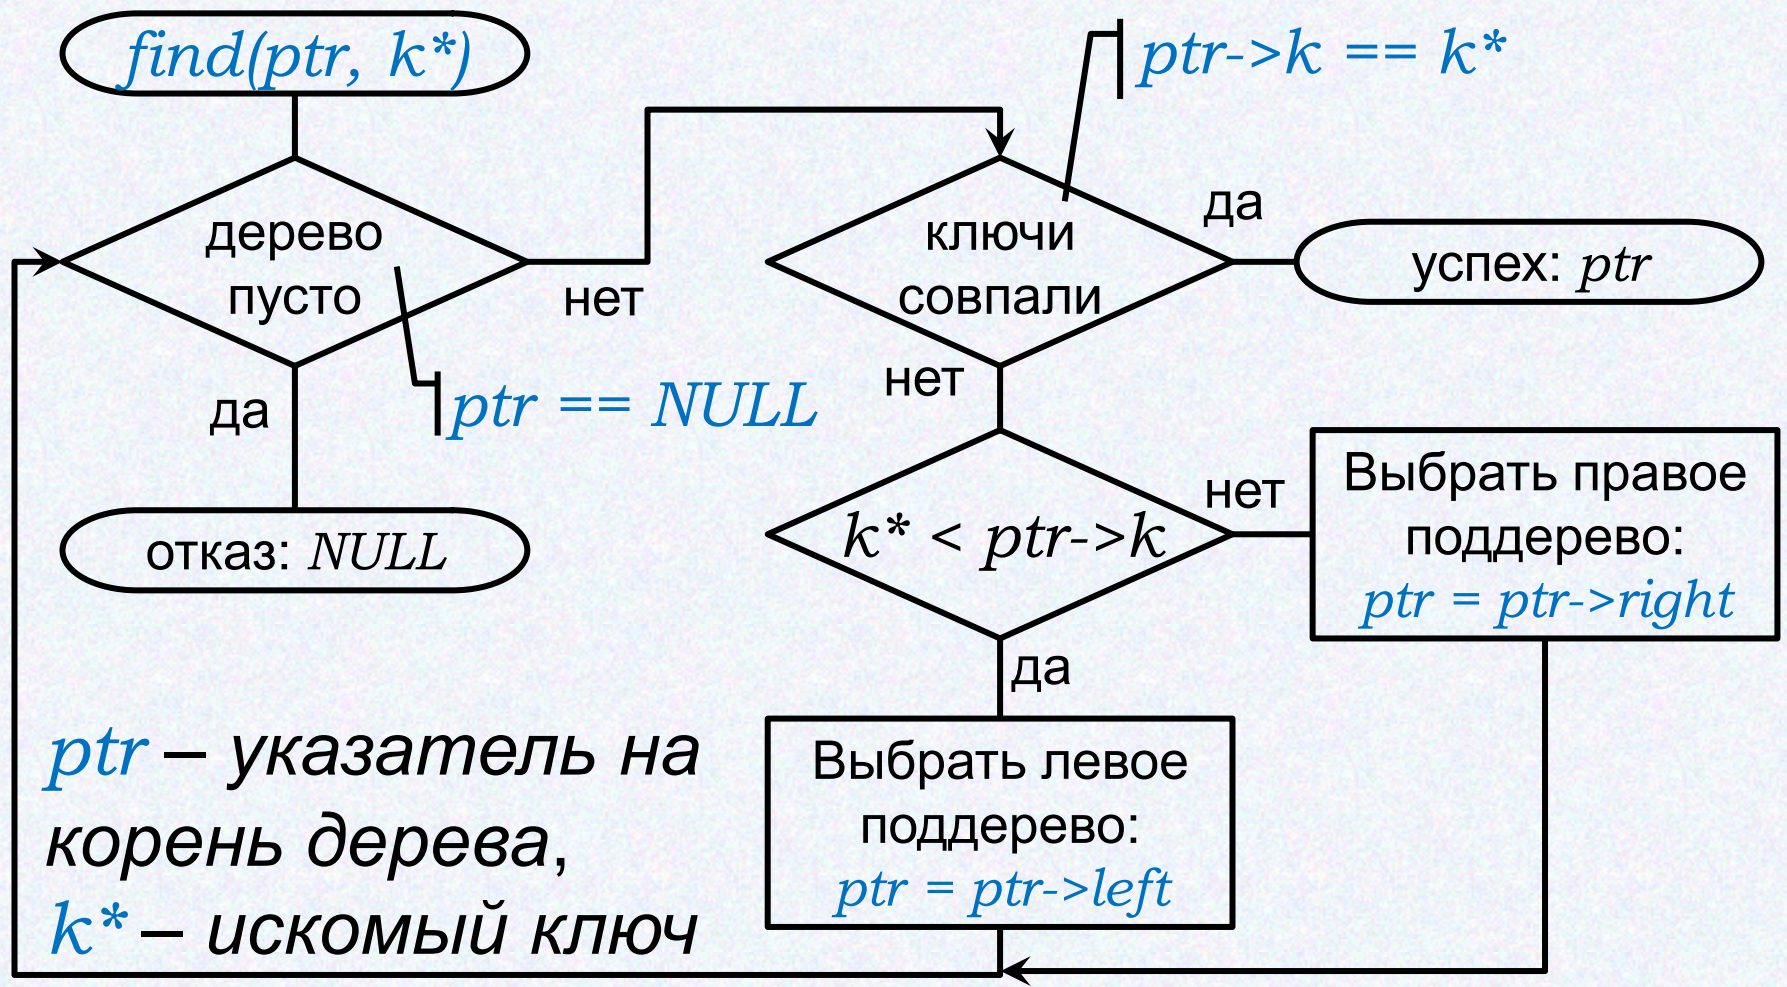 find(ptr, k*)
дерево
пусто
ptr == NULL
да
нет
отказ: NULL
ключи
совпали
ptr->k == k*
да
успех: ptr
нет
k* < ptr->k
нет
Выбрать правое
поддерево:
ptr = ptr->right
да
Выбрать левое
поддерево:
ptr = ptr->left
ptr – указатель на
корень дерева,
k* – искомый ключ